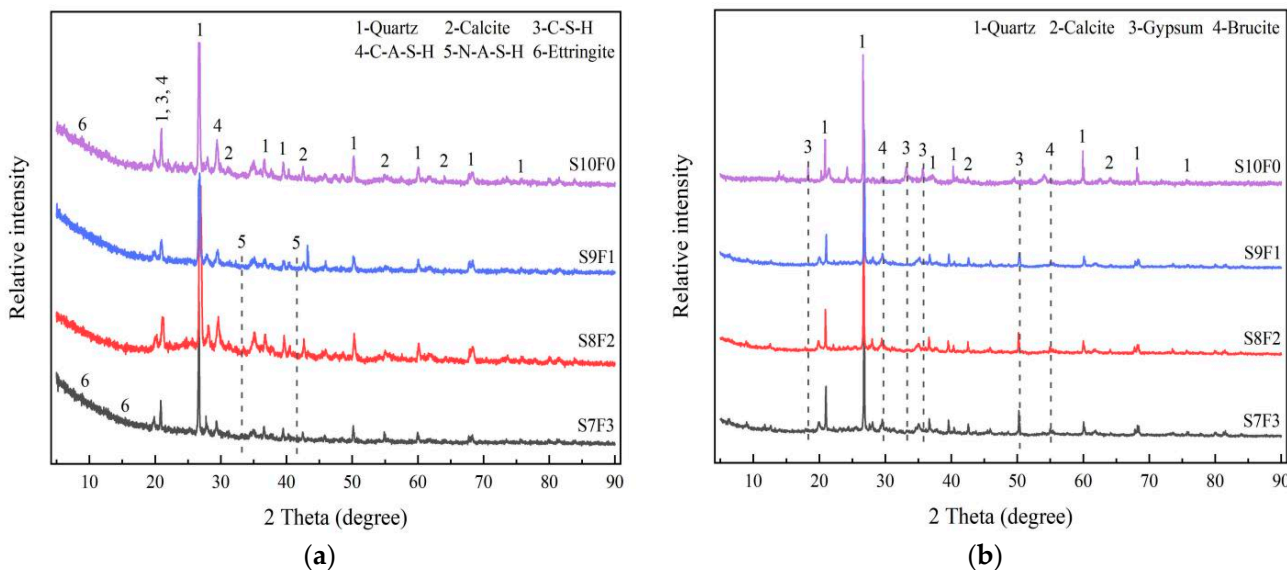 1-Quartz 2-Calcite 3-C-S-H
4-C-A-S-H 5-N-A-S-H 6-Ettringite
1
6
1, 3, 4
4
2
1
1
2
1
2
1
2
1
1
S10F0
5
5
S9F1
S8F2
6
6
S7F3
Relative intensity
10 20 30 40 50 60 70 80 90
2 Theta (degree)
(a)
1-Quartz 2-Calcite 3-Gypsum 4-Brucite
1
3
1
4
3
3
1
1
2
3
4
1
2
1
1
S10F0
S9F1
S8F2
S7F3
Relative intensity
10 20 30 40 50 60 70 80 90
2 Theta (degree)
(b)